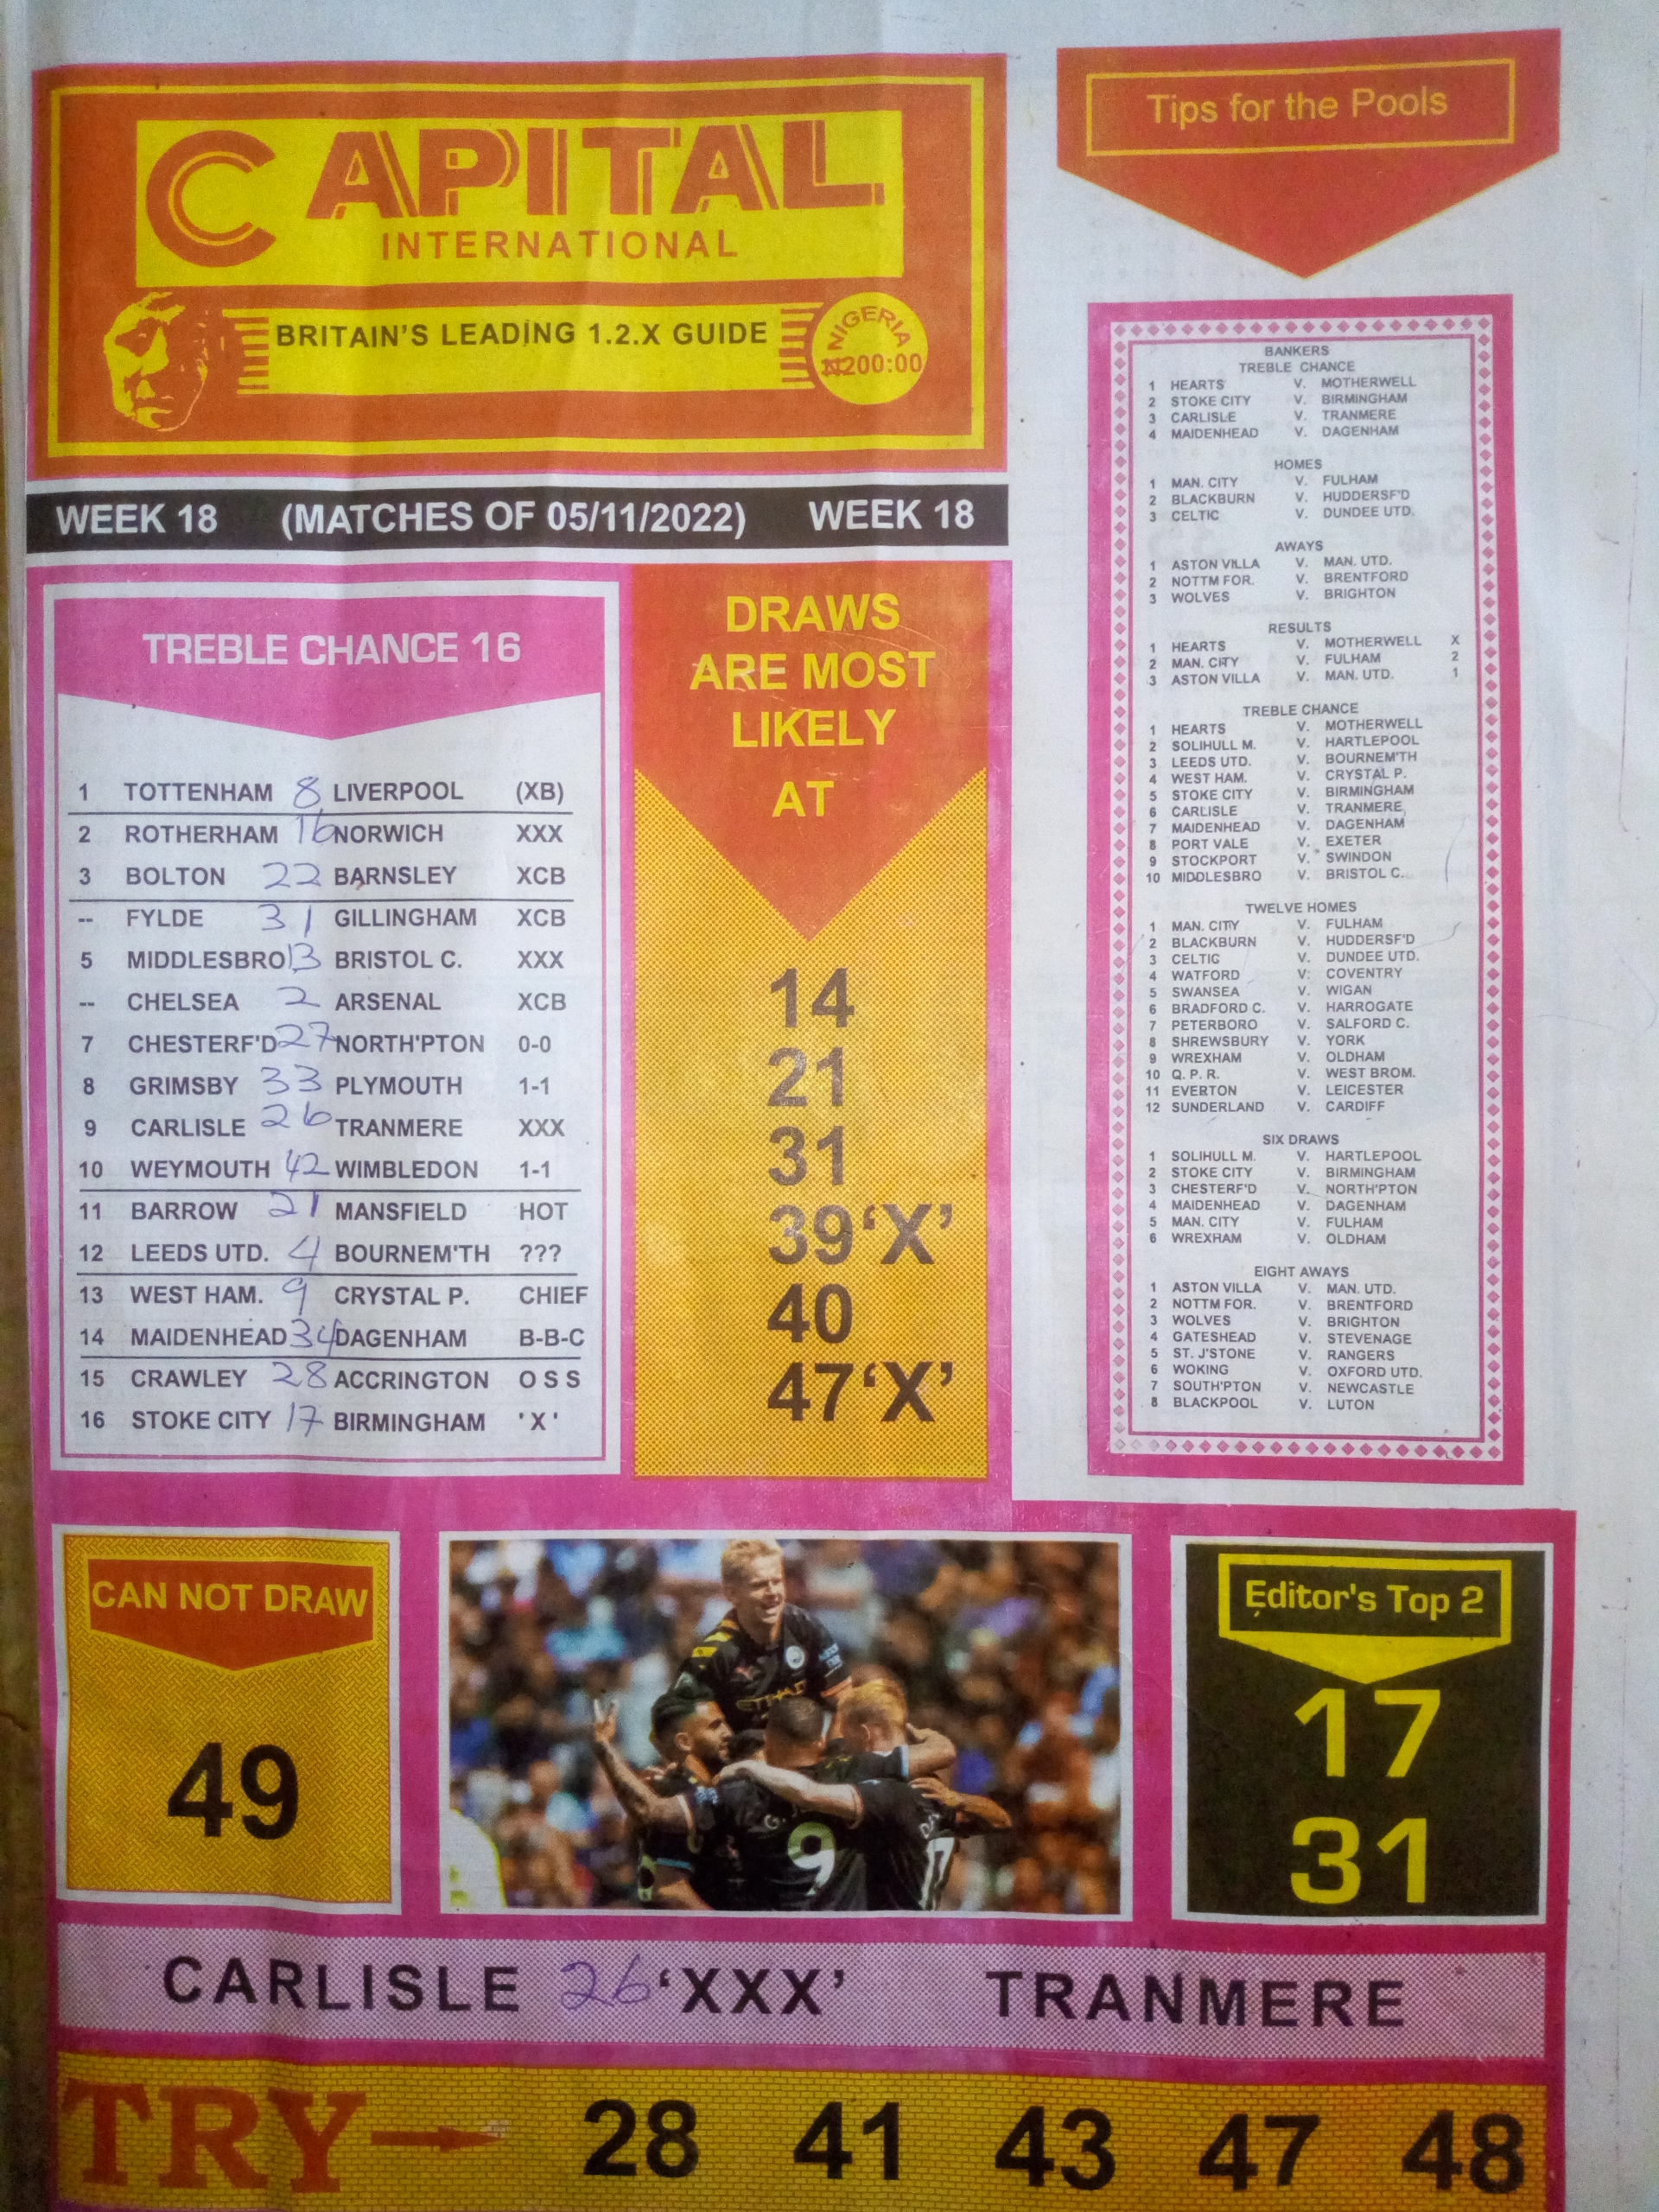 CAPITAL
INTERNATIONAL
BRITAIN'S LEADING 1.2.X GUIDE
NIGERIA
₦200:00
WEEK 18 (MATCHES OF 05/11/2022) WEEK 18
TREBLE CHANCE 16
1 TOTTENHAM 8 LIVERPOOL (XB)
2 ROTHERHAM 16 NORWICH XXX
3 BOLTON 22 BARNSLEY XCB
-- FYLDE 31 GILLINGHAM XCB
5 MIDDLESBRO 13 BRISTOL C. XXX
-- CHELSEA 2 ARSENAL XCB
7 CHESTERF'D 27 NORTH'PTON 0-0
8 GRIMSBY 33 PLYMOUTH 1-1
9 CARLISLE 26 TRANMERE XXX
10 WEYMOUTH 42 WIMBLEDON 1-1
11 BARROW 21 MANSFIELD HOT
12 LEEDS UTD. 4 BOURNEM'TH ???
13 WEST HAM. 9 CRYSTAL P. CHIEF
14 MAIDENHEAD 34 DAGENHAM B-B-C
15 CRAWLEY 28 ACCRINGTON O S S
16 STOKE CITY 17 BIRMINGHAM 'X'
DRAWS
ARE MOST
LIKELY
AT
14
21
31
39 'X'
40
47 'X'
Tips for the Pools
BANKERS
TREBLE CHANCE
1 HEARTS V. MOTHERWELL
2 STOKE CITY V. BIRMINGHAM
3 CARLISLE V. TRANMERE
4 MAIDENHEAD V. DAGENHAM
HOMES
1 MAN. CITY V. FULHAM
2 BLACKBURN V. HUDDERSF'D
3 CELTIC V. DUNDEE UTD.
AWAYS
1 ASTON VILLA V. MAN. UTD.
2 NOTTM FOR. V. BRENTFORD
3 WOLVES V. BRIGHTON
RESULTS
1 HEARTS V. MOTHERWELL X
2 MAN. CITY V. FULHAM 2
3 ASTON VILLA V. MAN. UTD. 1
TREBLE CHANCE
1 HEARTS V. MOTHERWELL
2 SOLIHULL M. V. HARTLEPOOL
3 LEEDS UTD. V. BOURNEM'TH
4 WEST HAM. V. CRYSTAL P.
5 STOKE CITY V. BIRMINGHAM
6 CARLISLE V. TRANMERE
7 MAIDENHEAD V. DAGENHAM
8 PORT VALE V. EXETER
9 STOCKPORT V. SWINDON
10 MIDDLESBRO V. BRISTOL C.
TWELVE HOMES
1 MAN. CITY V. FULHAM
2 BLACKBURN V. HUDDERSF'D
3 CELTIC V. DUNDEE UTD.
4 WATFORD V. COVENTRY
5 SWANSEA V. WIGAN
6 BRADFORD C. V. HARROGATE
7 PETERBORO V. SALFORD C.
8 SHREWSBURY V. YORK
9 WREXHAM V. OLDHAM
10 Q. P. R. V. WEST BROM.
11 EVERTON V. LEICESTER
12 SUNDERLAND V. CARDIFF
SIX DRAWS
1 SOLIHULL M. V. HARTLEPOOL
2 STOKE CITY V. BIRMINGHAM
3 CHESTERF'D V. NORTH'PTON
4 MAIDENHEAD V. DAGENHAM
5 MAN. CITY V. FULHAM
6 WREXHAM V. OLDHAM
EIGHT AWAYS
1 ASTON VILLA V. MAN. UTD.
2 NOTTM FOR. V. BRENTFORD
3 WOLVES V. BRIGHTON
4 GATESHEAD V. STEVENAGE
5 ST. J'STONE V. RANGERS
6 WOKING V. OXFORD UTD.
7 SOUTH'PTON V. NEWCASTLE
8 BLACKPOOL V. LUTON
CAN NOT DRAW
49
ETIHAD
9
17
Editor's Top 2
17
31
CARLISLE 26 'XXX' TRANMERE
TRY 28 41 43 47 48